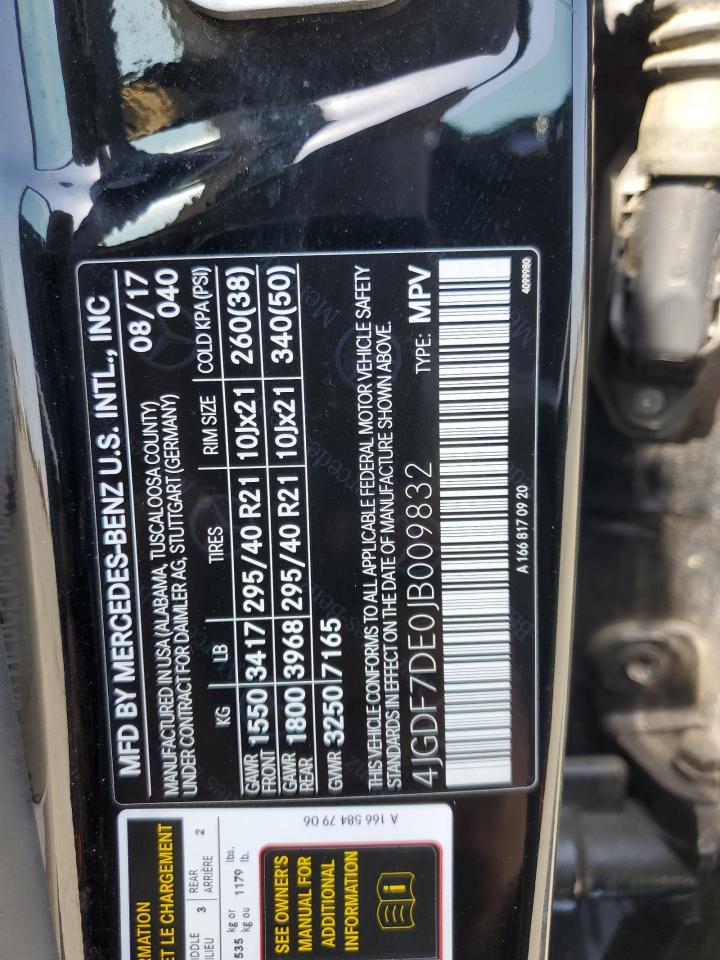 MFD BY MERCEDES-BENZ U.S. INTL., INC
MANUFACTURED IN USA (ALABAMA, TUSCALOOSA COUNTY) 08/17
UNDER CONTRACT FOR DAIMLER AG, STUTTGART (GERMANY) 040
KG LB TIRES RIM SIZE COLD KPA (PSI)
GAWR FRONT 1550 3417 295/40 R21 10Jx21 260(38)
GAWR REAR 1800 3968 295/40 R21 10Jx21 340(50)
GVWR 3250 7165
THIS VEHICLE CONFORMS TO ALL APPLICABLE FEDERAL MOTOR VEHICLE SAFETY
STANDARDS IN EFFECT ON THE DATE OF MANUFACTURE SHOWN ABOVE.
4JGDF7DE0JB009832 TYPE: MPV
A 166 817 09 20 4099980
ET LE CHARGEMENT
3 REAR 2
ARRIÈRE
535 kg or 1179 lbs.
kg ou lb.
SEE OWNER'S
MANUAL FOR
ADDITIONAL
INFORMATION
A 166 584 79 06